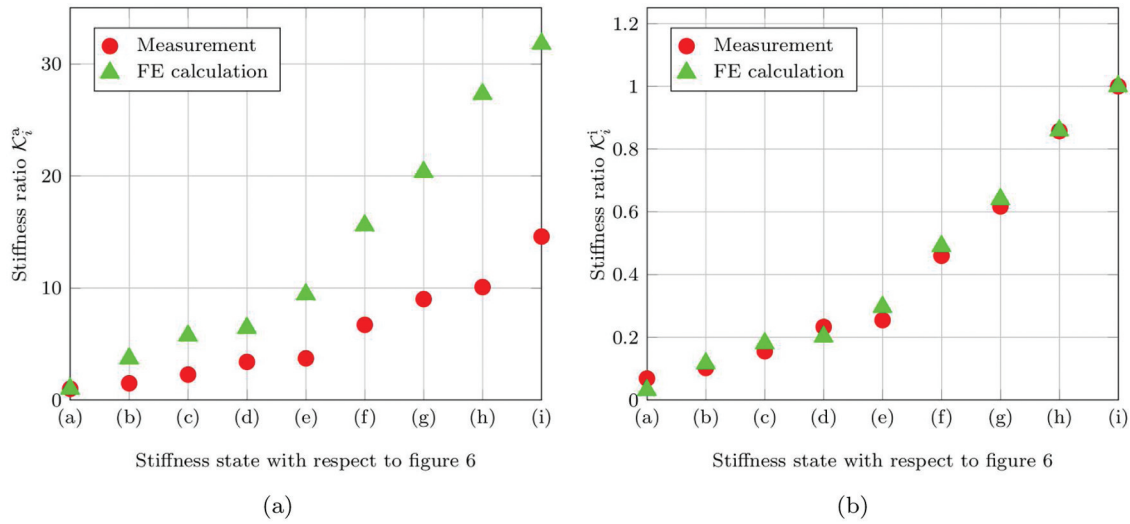 Measurement
FE calculation
Stiffness ratio 𝒦ᵢᵃ
30
20
10
0
(a) (b) (c) (d) (e) (f) (g) (h) (i)
Stiffness state with respect to figure 6
(a)
Measurement
FE calculation
Stiffness ratio 𝒦ᵢⁱ
1.2
1
0.8
0.6
0.4
0.2
0
(a) (b) (c) (d) (e) (f) (g) (h) (i)
Stiffness state with respect to figure 6
(b)